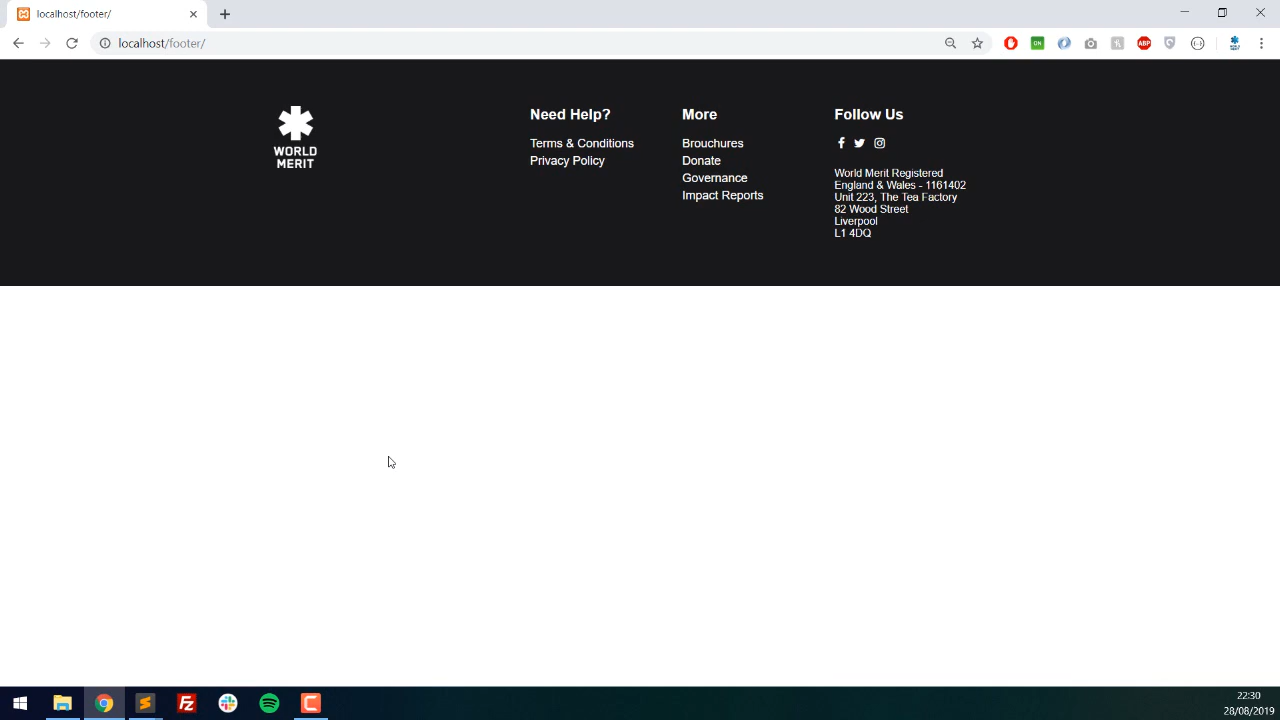 localhost/footer/
localhost/footer/
ON
ABP
WORLD
MERIT
Need Help?
Terms & Conditions
Privacy Policy
More
Brouchures
Donate
Governance
Impact Reports
Follow Us
World Merit Registered
England & Wales - 1161402
Unit 223, The Tea Factory
82 Wood Street
Liverpool
L1 4DQ
22:30
28/08/2019